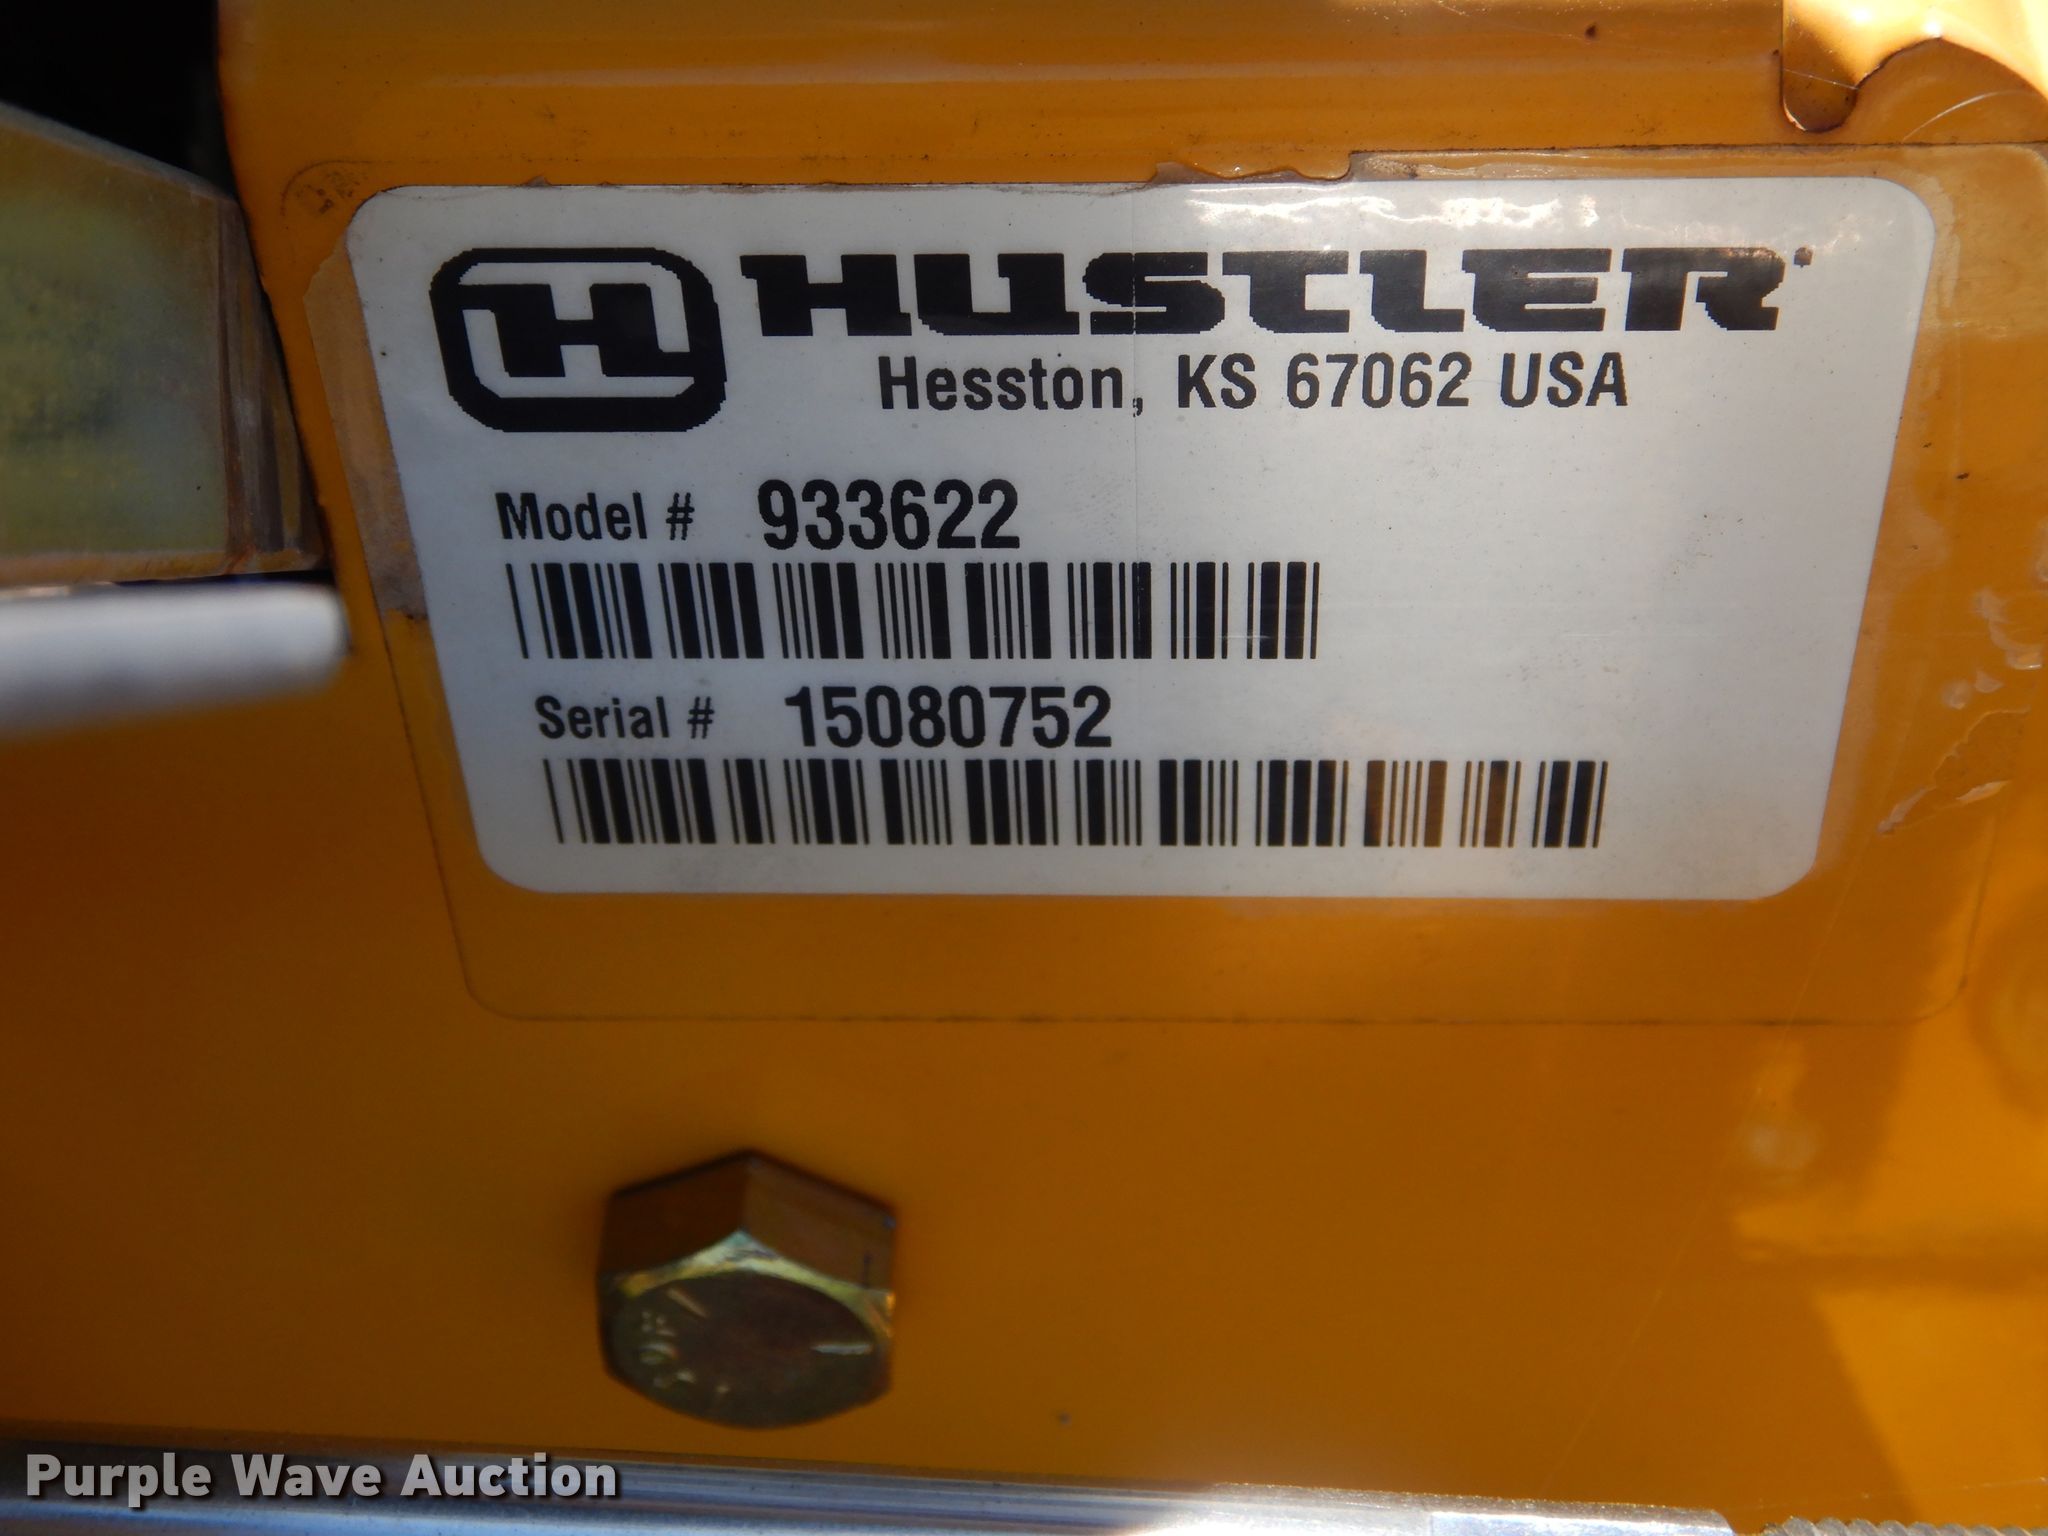 H HUSTLER
Hesston, KS 67062 USA
Model # 933622
Serial # 15080752
Purple Wave Auction